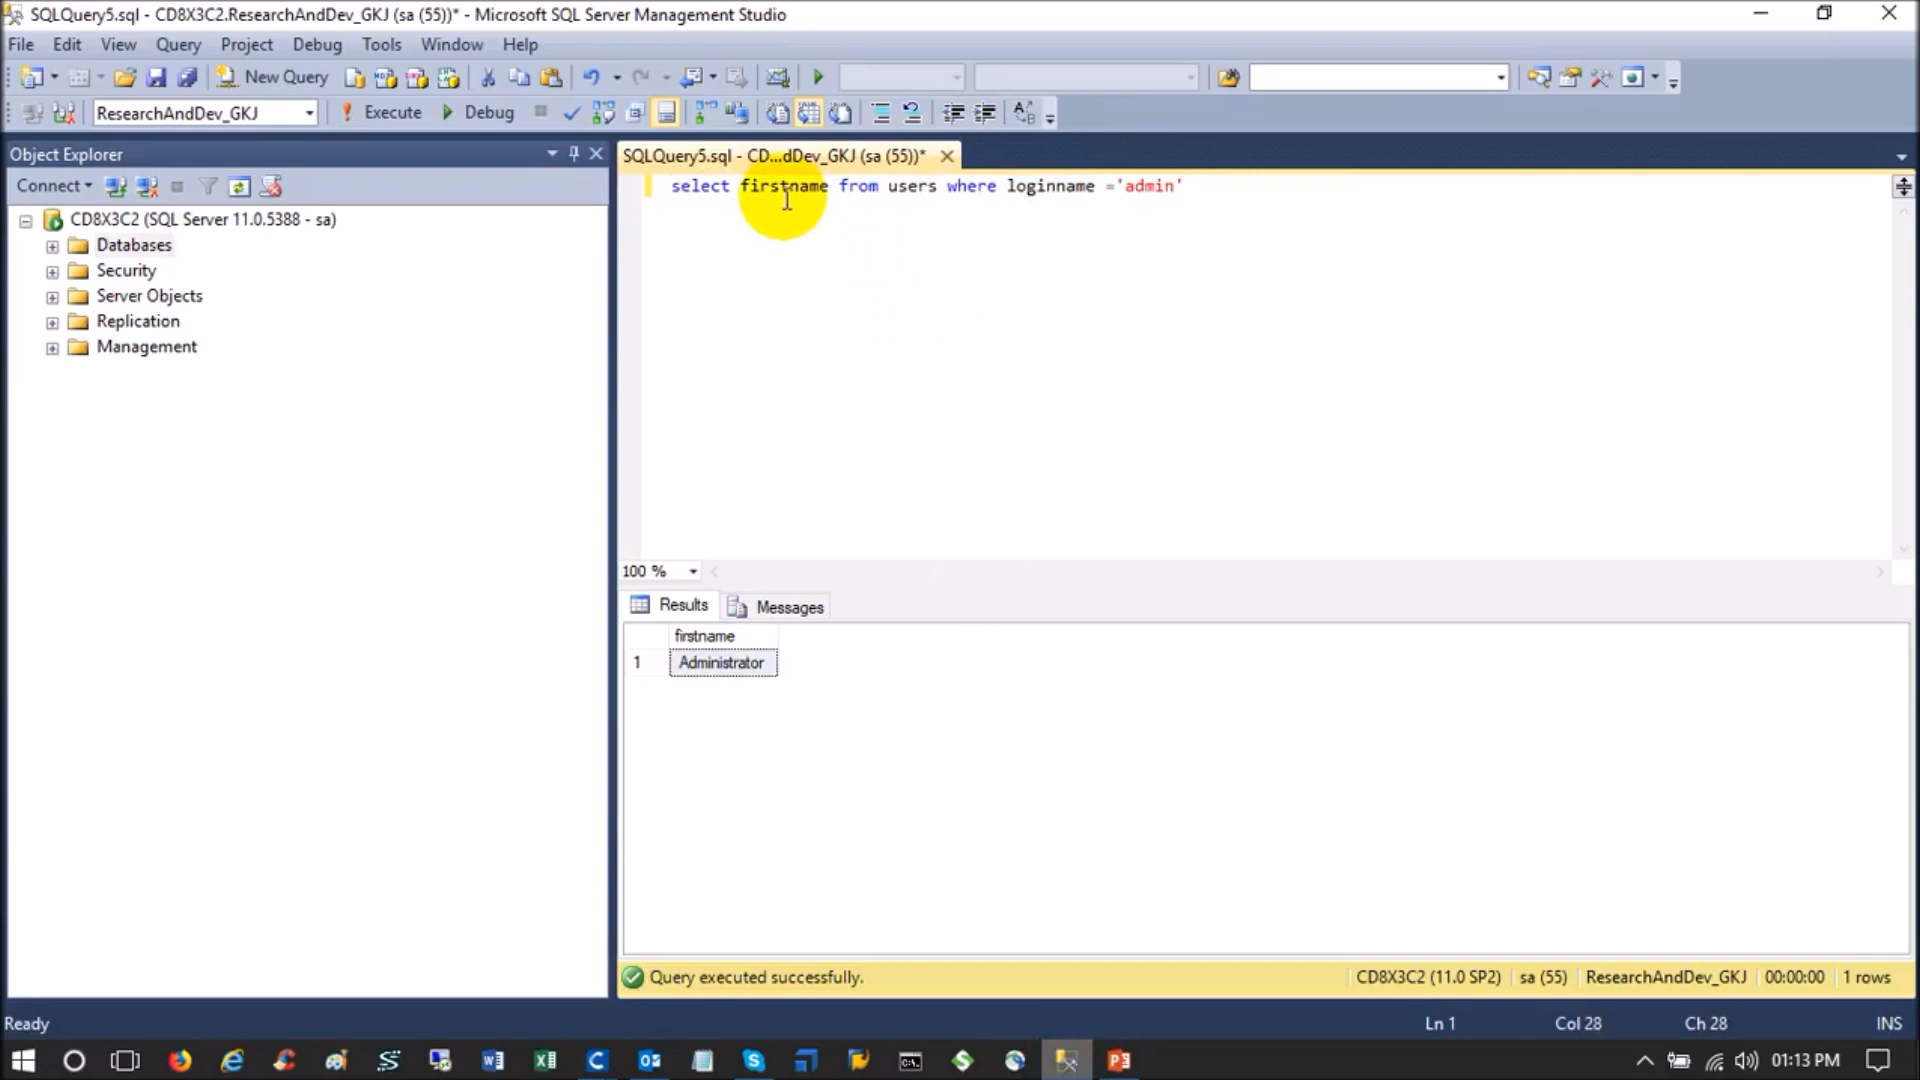 SQLQuery5.sql - CD8X3C2.ResearchAndDev_GKJ (sa (55))* - Microsoft SQL Server Management Studio
File Edit View Query Project Debug Tools Window Help
New Query
ResearchAndDev_GKJ Execute Debug
Object Explorer
SQLQuery5.sql - CD...dDev_GKJ (sa (55))*
Connect
select firstname from users where loginname ='admin'
CD8X3C2 (SQL Server 11.0.5388 - sa)
Databases
Security
Server Objects
Replication
Management
100 %
Results Messages
firstname
1 Administrator
Query executed successfully. CD8X3C2 (11.0 SP2) sa (55) ResearchAndDev_GKJ 00:00:00 1 rows
Ready Ln 1 Col 28 Ch 28 INS
01:13 PM